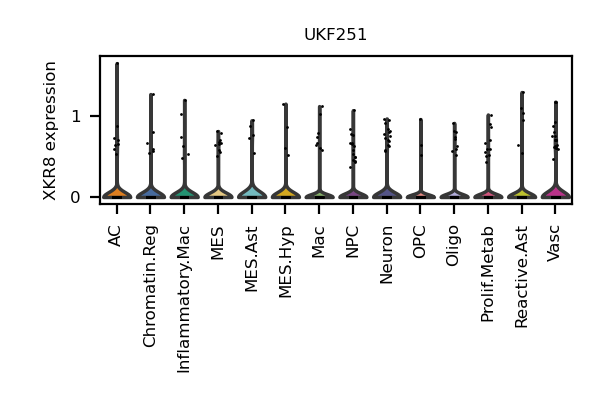 UKF251
XKR8 expression
1
0
AC
Chromatin.Reg
Inflammatory.Mac
MES
MES.Ast
MES.Hyp
Mac
NPC
Neuron
OPC
Oligo
Prolif.Metab
Reactive.Ast
Vasc